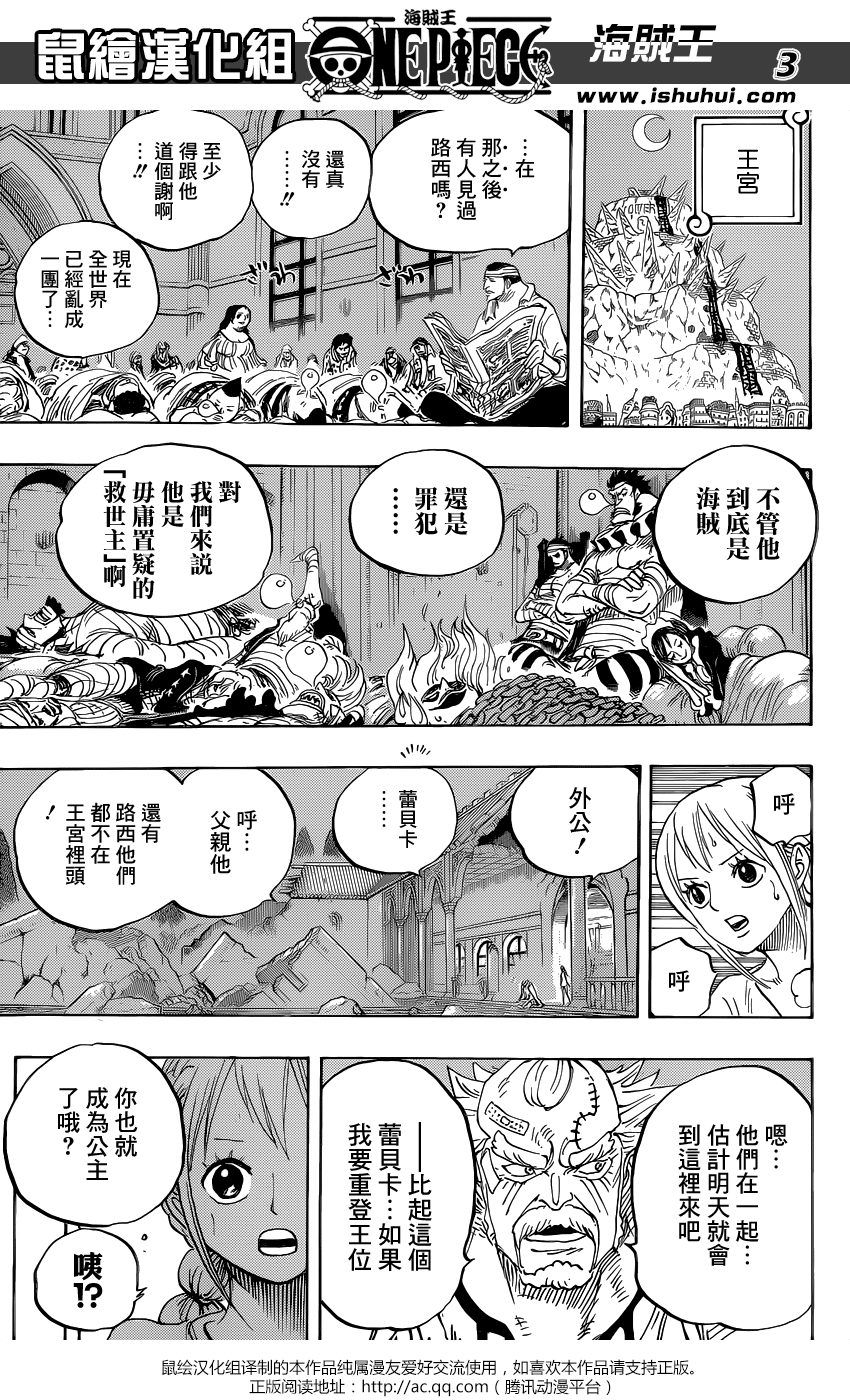 鼠繪漢化組
海賊王
ONE PIECE
海賊王
3
www.ishuhui.com
王宮
…在
那之後
有人見過
路西嗎?
還真
沒有
……!!
至少
得跟他
道個謝啊
…!!
現在
全世界
已經亂成
一團了…
不管他
到底是
海賊
還是
罪犯
……
對
我們來說
他是
毋庸置疑的
『救世主』啊
呼
呼
外公!
蕾貝卡
……
呼…
父親他
還有
路西他們
都不在
王宮裡頭
!
嗯…
他們在一起…
估計明天就會
到這裡來吧
——比起這個
蕾貝卡…如果
我要重登王位
你也就
成為公主
了哦?
咦!?
鼠绘汉化组译制的本作品纯属漫友爱好交流使用，如喜欢本作品请支持正版。
正版阅读地址：http://ac.qq.com（腾讯动漫平台）